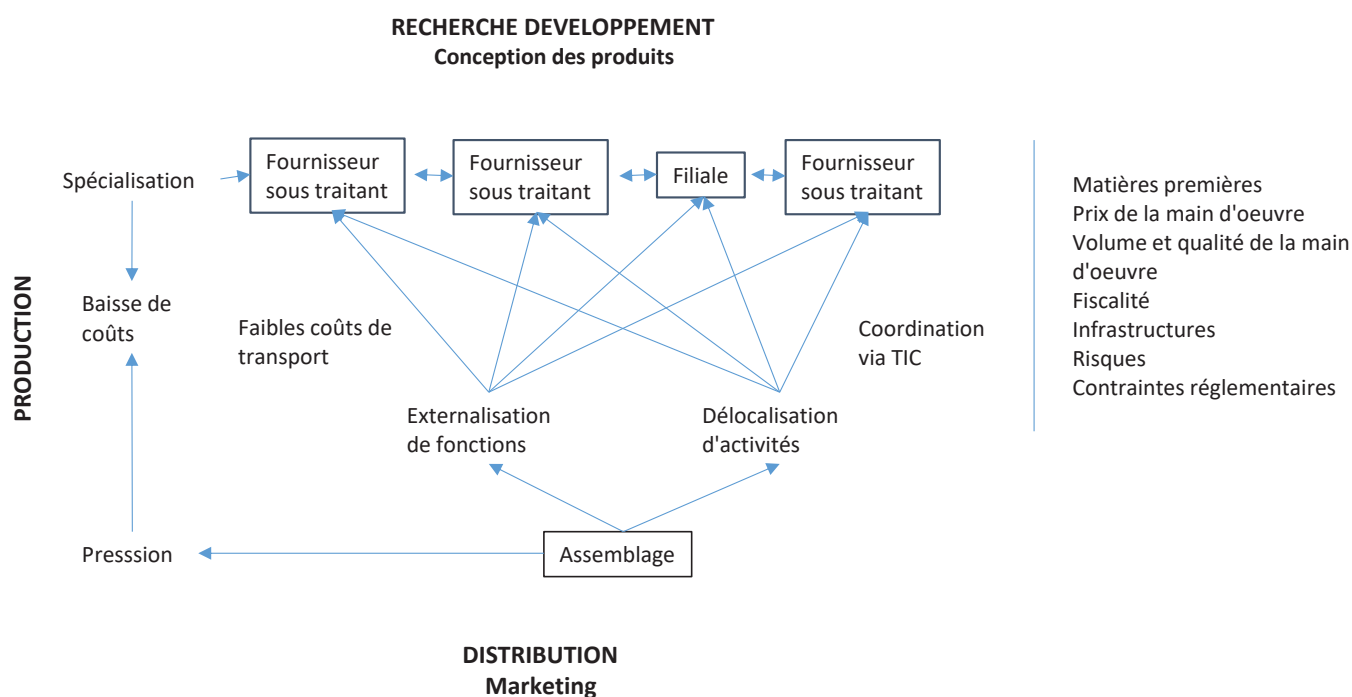 RECHERCHE DEVELOPPEMENT
Conception des produits
Spécialisation
Fournisseur
sous traitant
Fournisseur
sous traitant
Filiale
Fournisseur
sous traitant
Matières premières
Prix de la main d'oeuvre
Volume et qualité de la main
d'oeuvre
Fiscalité
Infrastructures
Risques
Contraintes réglementaires
PRODUCTION
Baisse de
coûts
Faibles coûts de
transport
Coordination
via TIC
Externalisation
de fonctions
Délocalisation
d'activités
Presssion
Assemblage
DISTRIBUTION
Marketing